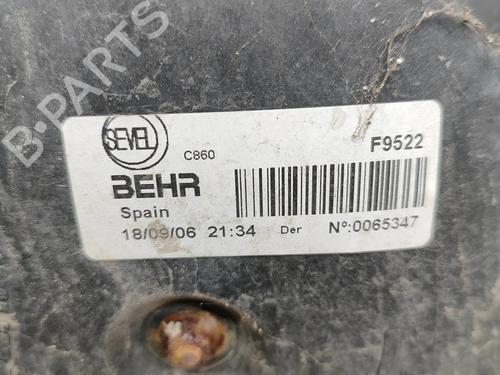 B-PARTS
SEVEL
C860
F9522
BEHR
Spain
18/09/06 21:34 Der Nº:0065347